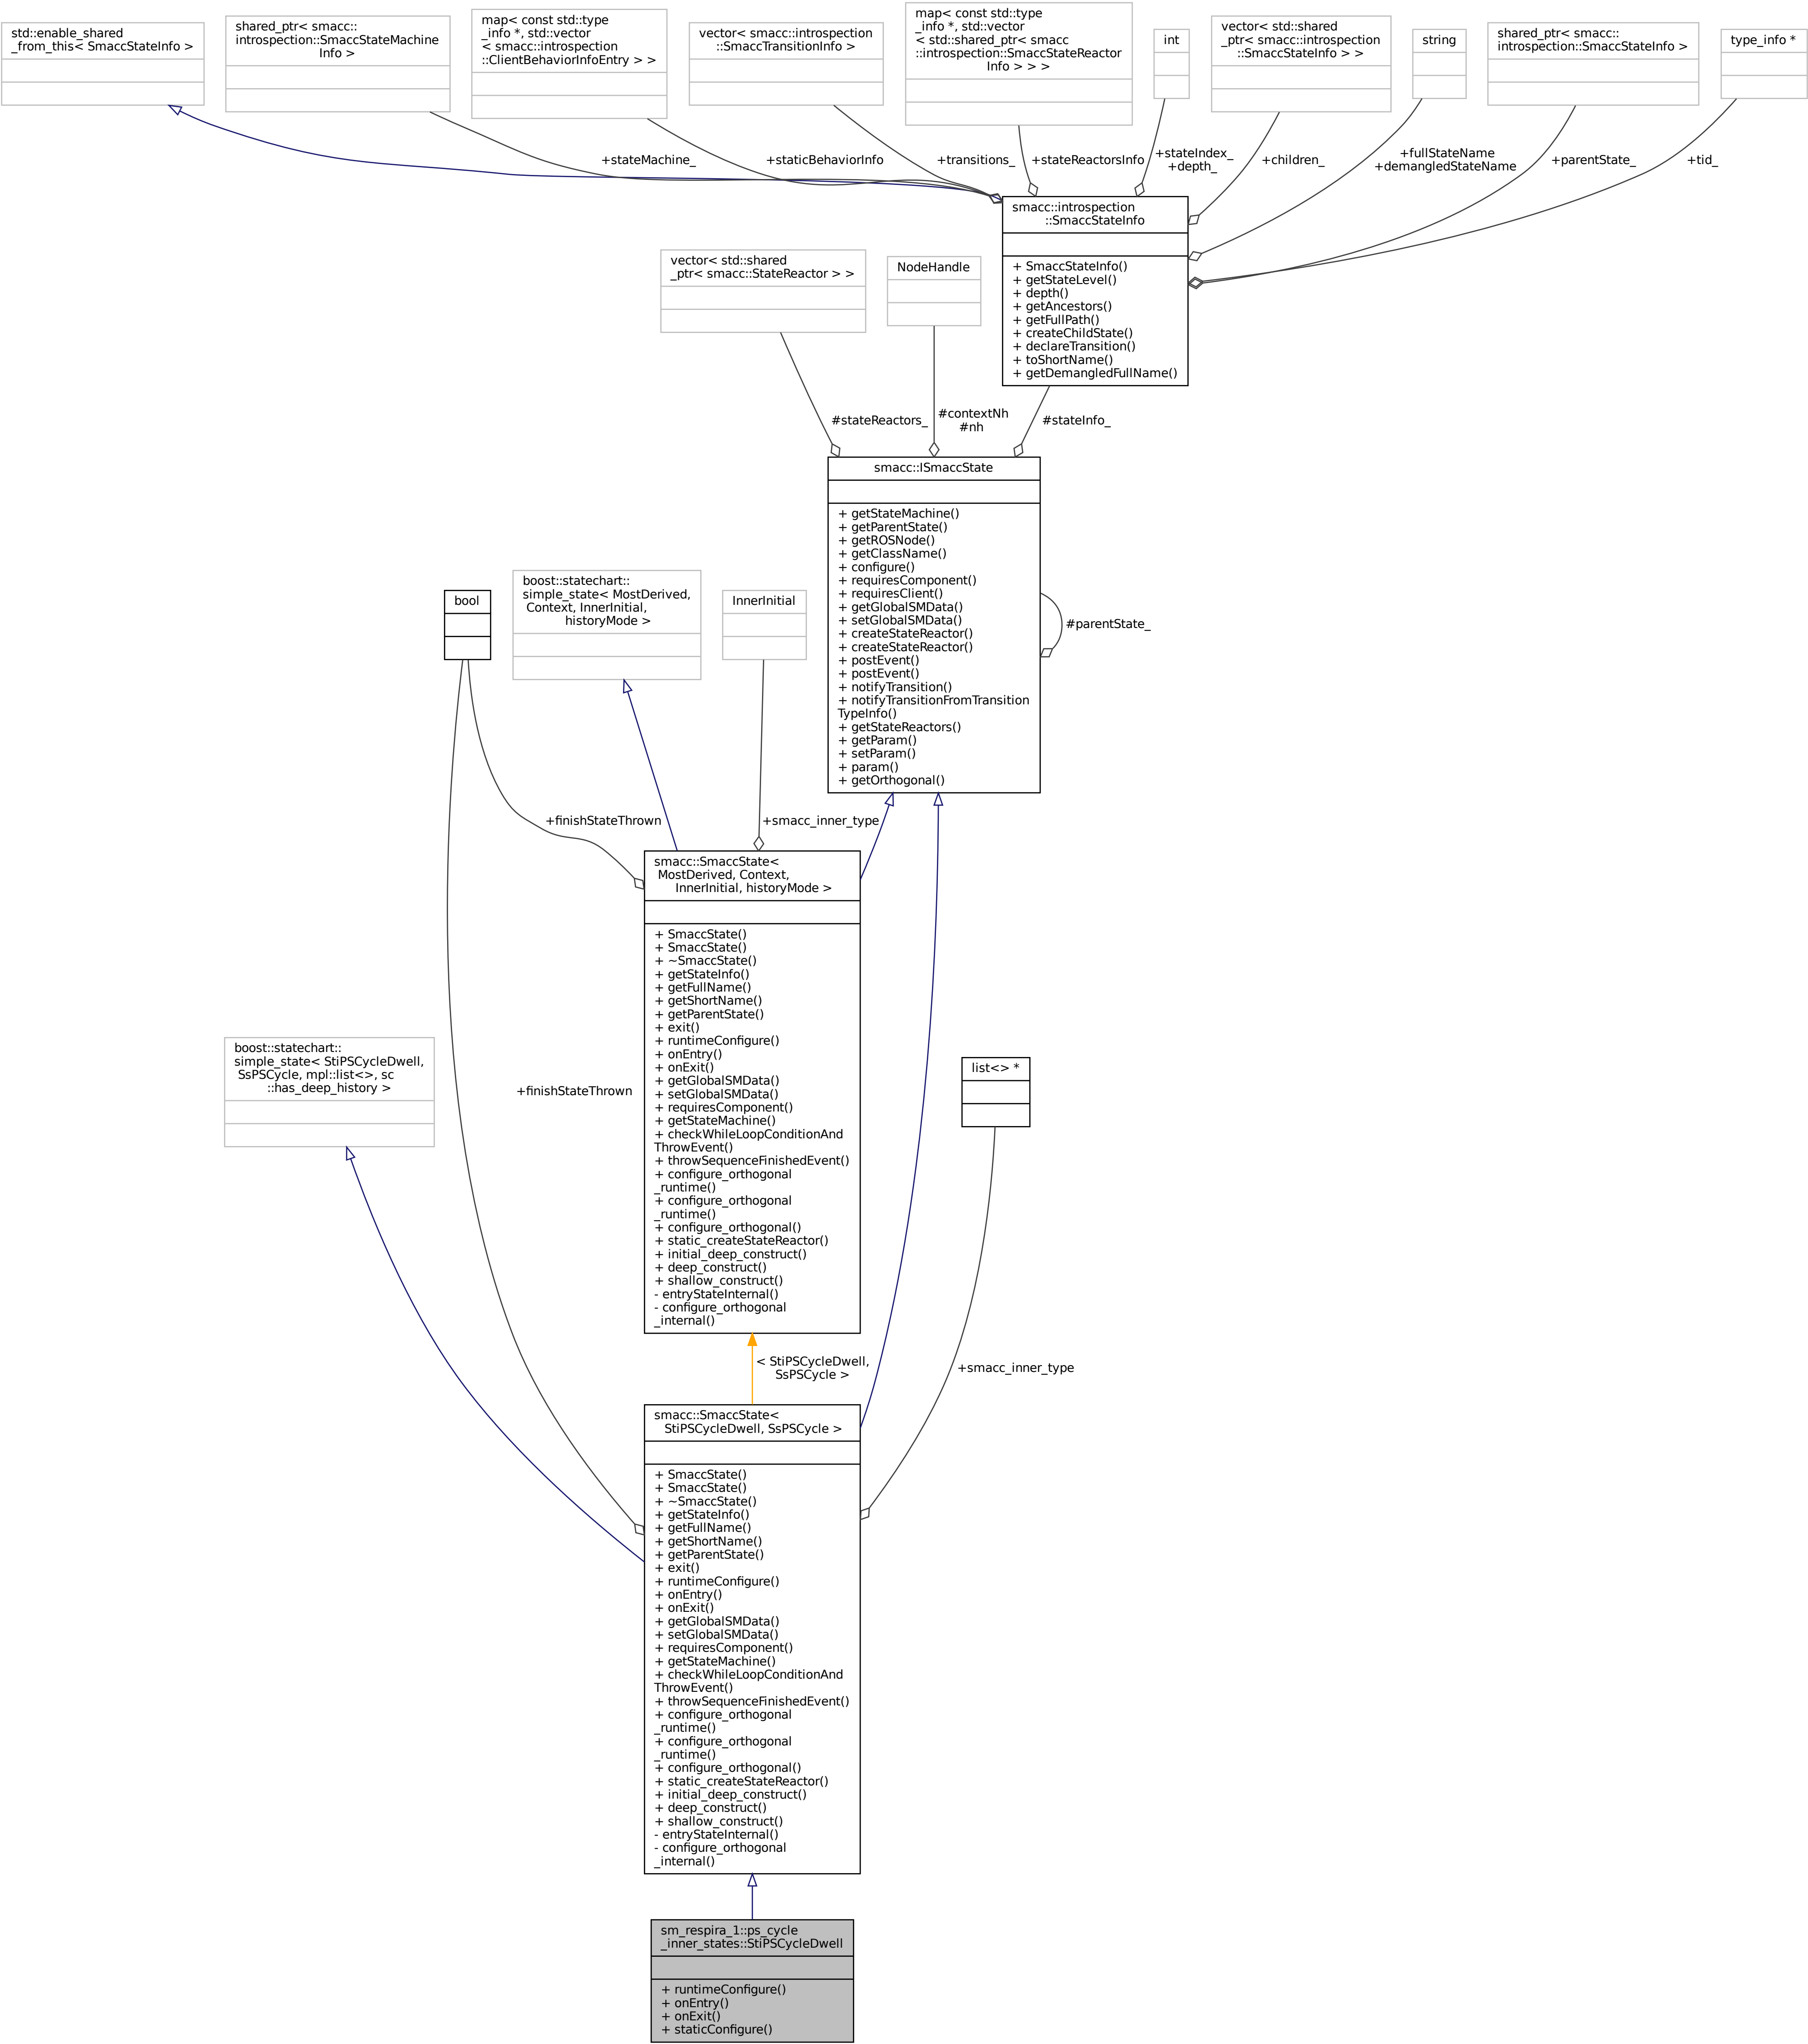 std::enable_shared
_from_this< SmaccStateInfo >
shared_ptr< smacc::
introspection::SmaccStateMachine
Info >
map< const std::type
_info *, std::vector
< smacc::introspection
::ClientBehaviorInfoEntry > >
vector< smacc::introspection
::SmaccTransitionInfo >
map< const std::type
_info *, std::vector
< std::shared_ptr< smacc
::introspection::SmaccStateReactor
Info > > >
int
vector< std::shared
_ptr< smacc::introspection
::SmaccStateInfo > >
string
shared_ptr< smacc::
introspection::SmaccStateInfo >
type_info *
+stateMachine_
+staticBehaviorInfo
+transitions_
+stateReactorsInfo
+stateIndex_
+depth_
+children_
+fullStateName
+demangledStateName
+parentState_
+tid_
smacc::introspection
::SmaccStateInfo
+ SmaccStateInfo()
+ getStateLevel()
+ depth()
+ getAncestors()
+ getFullPath()
+ createChildState()
+ declareTransition()
+ toShortName()
+ getDemangledFullName()
vector< std::shared
_ptr< smacc::StateReactor > >
NodeHandle
#stateReactors_
#contextNh
#nh
#stateInfo_
smacc::ISmaccState
+ getStateMachine()
+ getParentState()
+ getROSNode()
+ getClassName()
+ configure()
+ requiresComponent()
+ requiresClient()
+ getGlobalSMData()
+ setGlobalSMData()
+ createStateReactor()
+ createStateReactor()
+ postEvent()
+ postEvent()
+ notifyTransition()
+ notifyTransitionFromTransition
TypeInfo()
+ getStateReactors()
+ getParam()
+ setParam()
+ param()
+ getOrthogonal()
#parentState_
bool
boost::statechart::
simple_state< MostDerived,
Context, InnerInitial,
historyMode >
InnerInitial
+finishStateThrown
+smacc_inner_type
smacc::SmaccState<
MostDerived, Context,
InnerInitial, historyMode >
+ SmaccState()
+ SmaccState()
+ ~SmaccState()
+ getStateInfo()
+ getFullName()
+ getShortName()
+ getParentState()
+ exit()
+ runtimeConfigure()
+ onEntry()
+ onExit()
+ getGlobalSMData()
+ setGlobalSMData()
+ requiresComponent()
+ getStateMachine()
+ checkWhileLoopConditionAnd
ThrowEvent()
+ throwSequenceFinishedEvent()
+ configure_orthogonal
_runtime()
+ configure_orthogonal
_runtime()
+ configure_orthogonal()
+ static_createStateReactor()
+ initial_deep_construct()
+ deep_construct()
+ shallow_construct()
- entryStateInternal()
- configure_orthogonal
_internal()
boost::statechart::
simple_state< StiPSCycleDwell,
SsPSCycle, mpl::list<>, sc
::has_deep_history >
+finishStateThrown
list<> *
< StiPSCycleDwell,
SsPSCycle >
+smacc_inner_type
smacc::SmaccState<
StiPSCycleDwell, SsPSCycle >
+ SmaccState()
+ SmaccState()
+ ~SmaccState()
+ getStateInfo()
+ getFullName()
+ getShortName()
+ getParentState()
+ exit()
+ runtimeConfigure()
+ onEntry()
+ onExit()
+ getGlobalSMData()
+ setGlobalSMData()
+ requiresComponent()
+ getStateMachine()
+ checkWhileLoopConditionAnd
ThrowEvent()
+ throwSequenceFinishedEvent()
+ configure_orthogonal
_runtime()
+ configure_orthogonal
_runtime()
+ configure_orthogonal()
+ static_createStateReactor()
+ initial_deep_construct()
+ deep_construct()
+ shallow_construct()
- entryStateInternal()
- configure_orthogonal
_internal()
sm_respira_1::ps_cycle
_inner_states::StiPSCycleDwell
+ runtimeConfigure()
+ onEntry()
+ onExit()
+ staticConfigure()